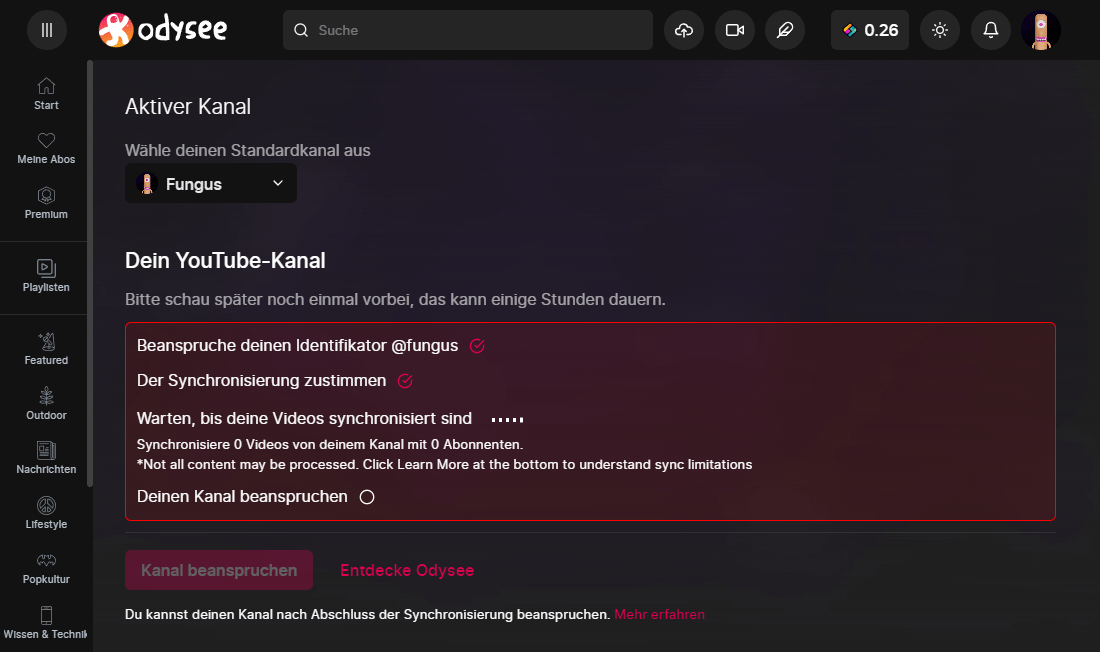 odysee
Suche
0.26
Start
Meine Abos
Premium
Playlisten
Featured
Outdoor
Nachrichten
Lifestyle
Popkultur
Wissen & Technik
Aktiver Kanal
Wähle deinen Standardkanal aus
Fungus
Dein YouTube-Kanal
Bitte schau später noch einmal vorbei, das kann einige Stunden dauern.
Beanspruche deinen Identifikator @fungus
Der Synchronisierung zustimmen
Warten, bis deine Videos synchronisiert sind
Synchronisiere 0 Videos von deinem Kanal mit 0 Abonnenten.
*Not all content may be processed. Click Learn More at the bottom to understand sync limitations
Deinen Kanal beanspruchen
Kanal beanspruchen
Entdecke Odysee
Du kannst deinen Kanal nach Abschluss der Synchronisierung beanspruchen. Mehr erfahren